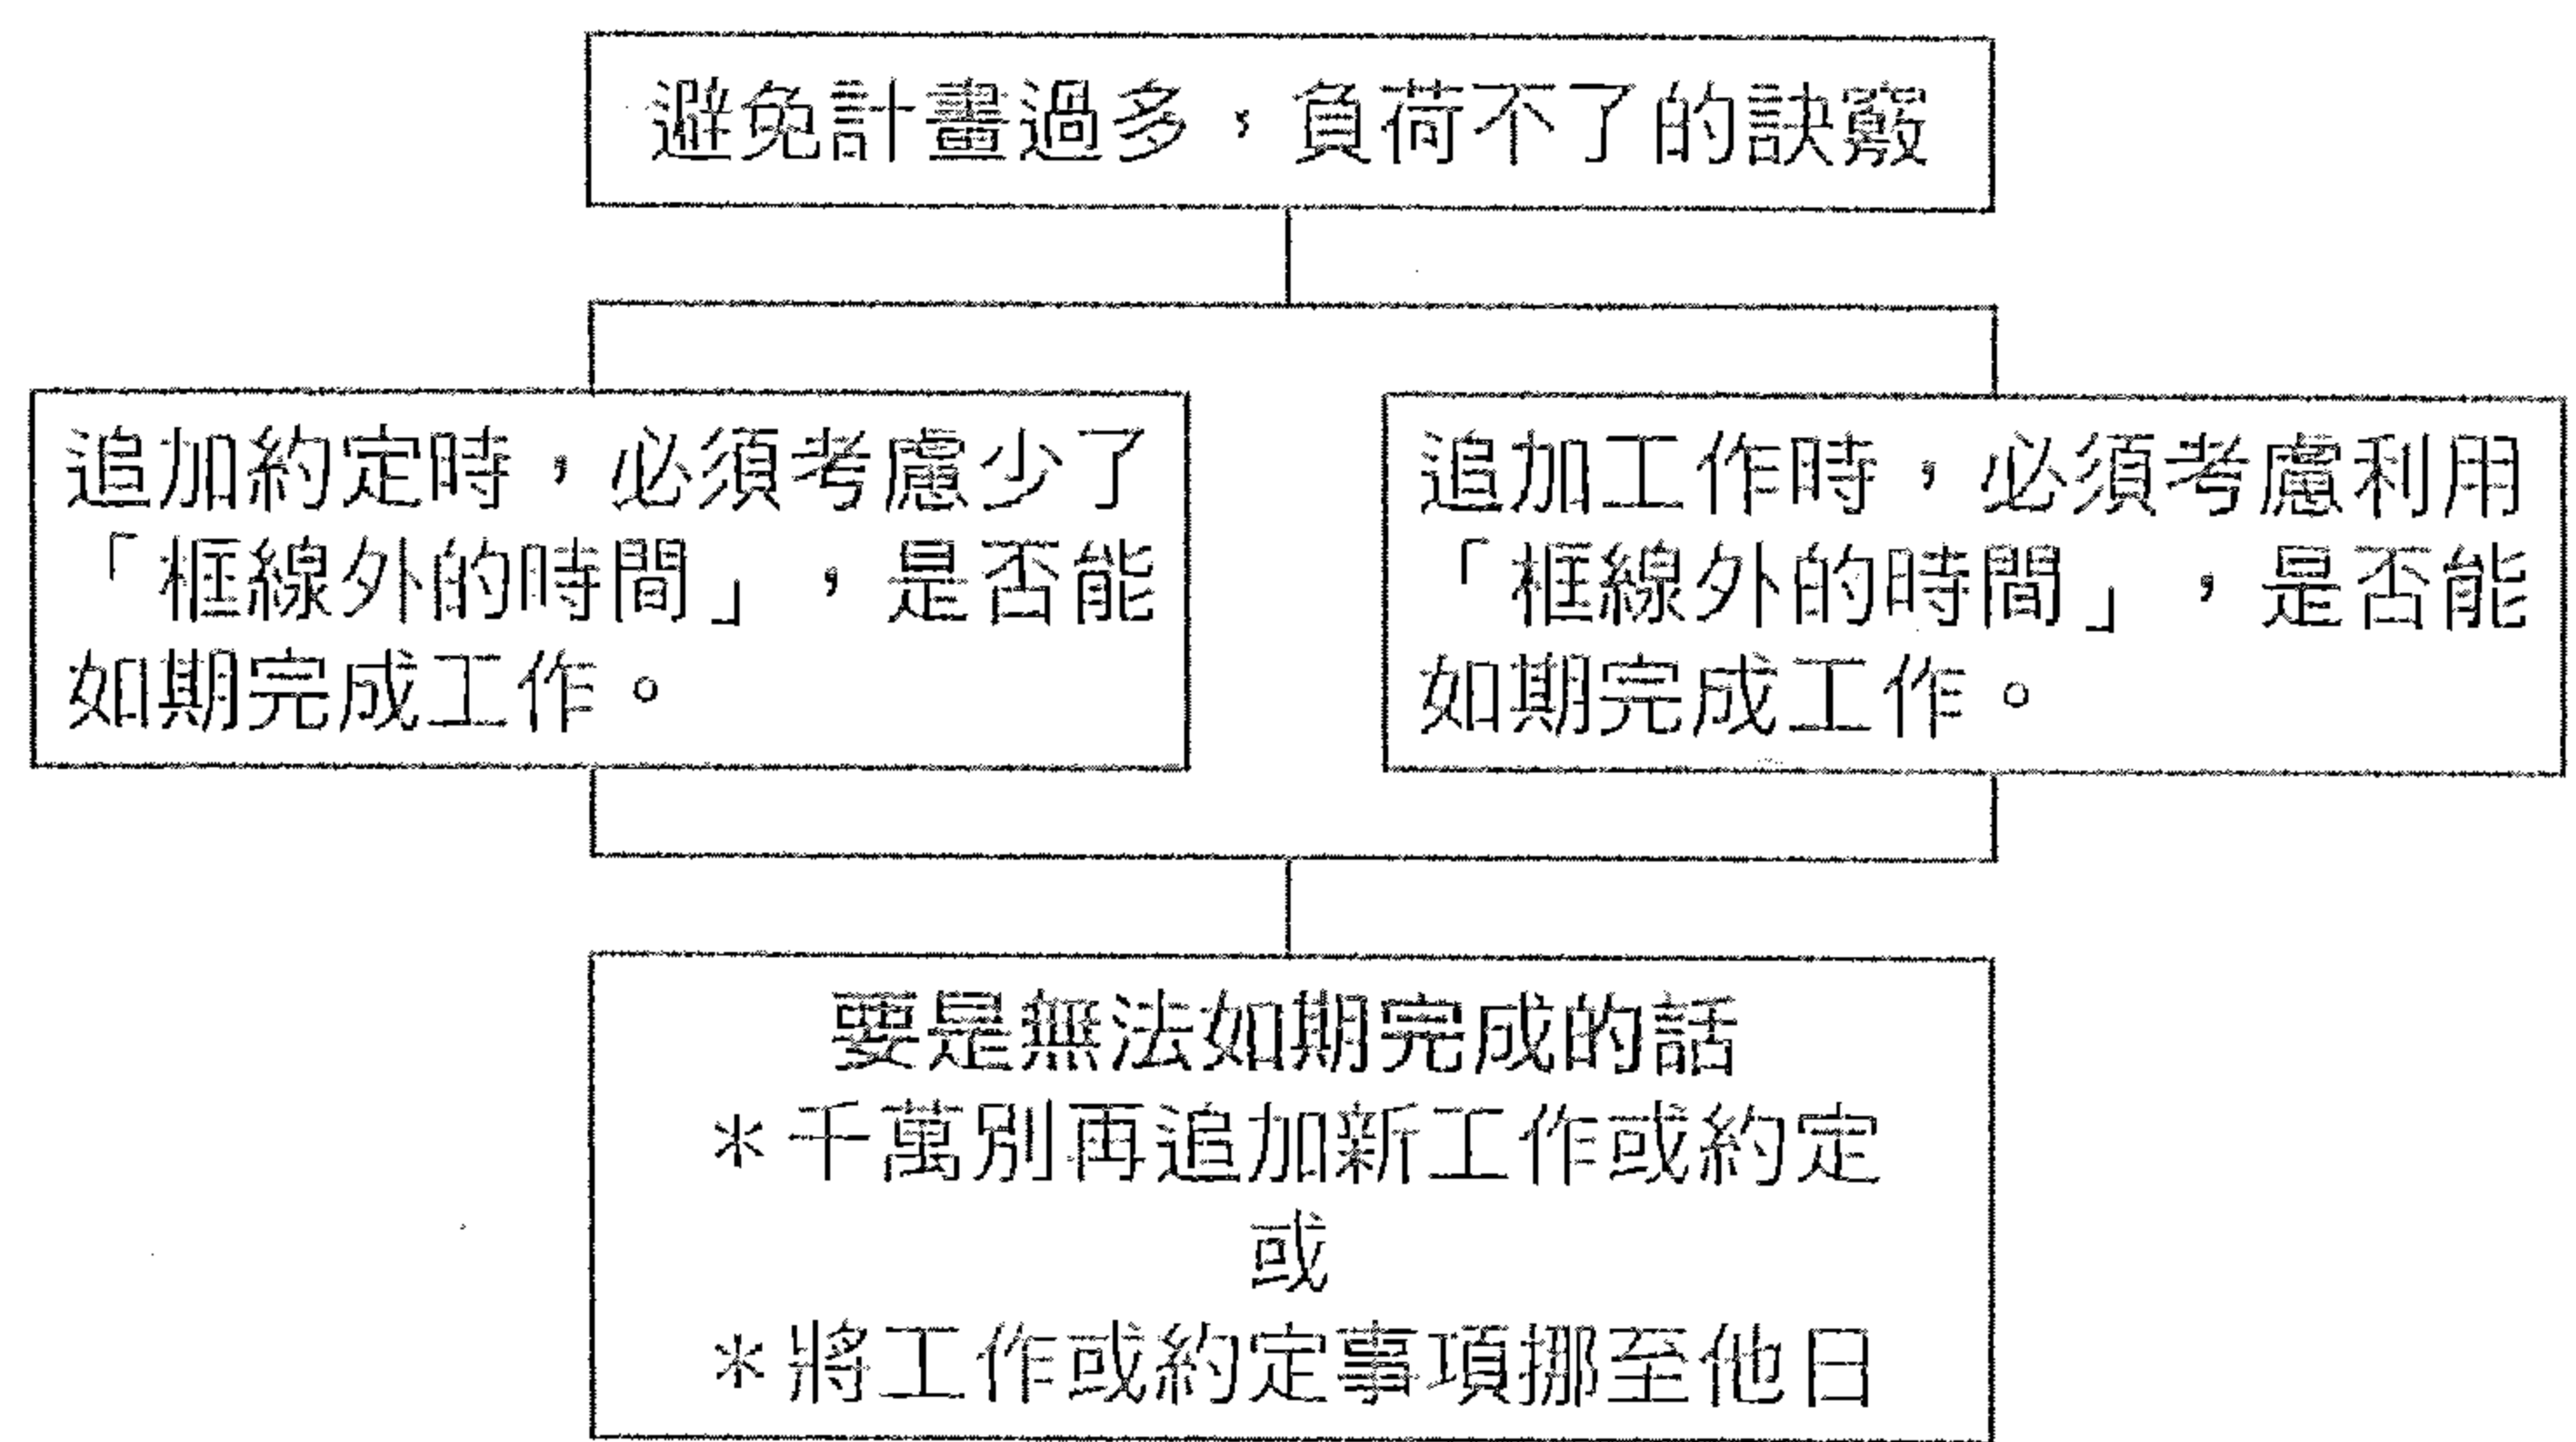 避免計畫過多，負荷不了的訣竅
追加約定時，必須考慮少了
「框線外的時間」，是否能
如期完成工作。
追加工作時，必須考慮利用
「框線外的時間」，是否能
如期完成工作。
要是無法如期完成的話
＊千萬別再追加新工作或約定
或
＊將工作或約定事項挪至他日